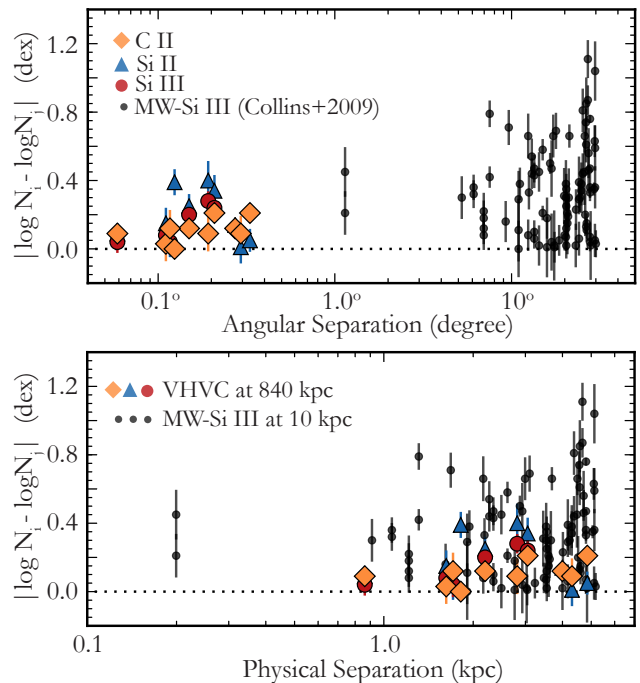 |log N_i - logN_j| (dex)
1.2
0.8
0.4
0.0
C II
Si II
Si III
MW-Si III (Collins+2009)
0.1° 1.0° 10°
Angular Separation (degree)
|log N_i - logN_j| (dex)
1.2
0.8
0.4
0.0
VHVC at 840 kpc
MW-Si III at 10 kpc
0.1 1.0
Physical Separation (kpc)